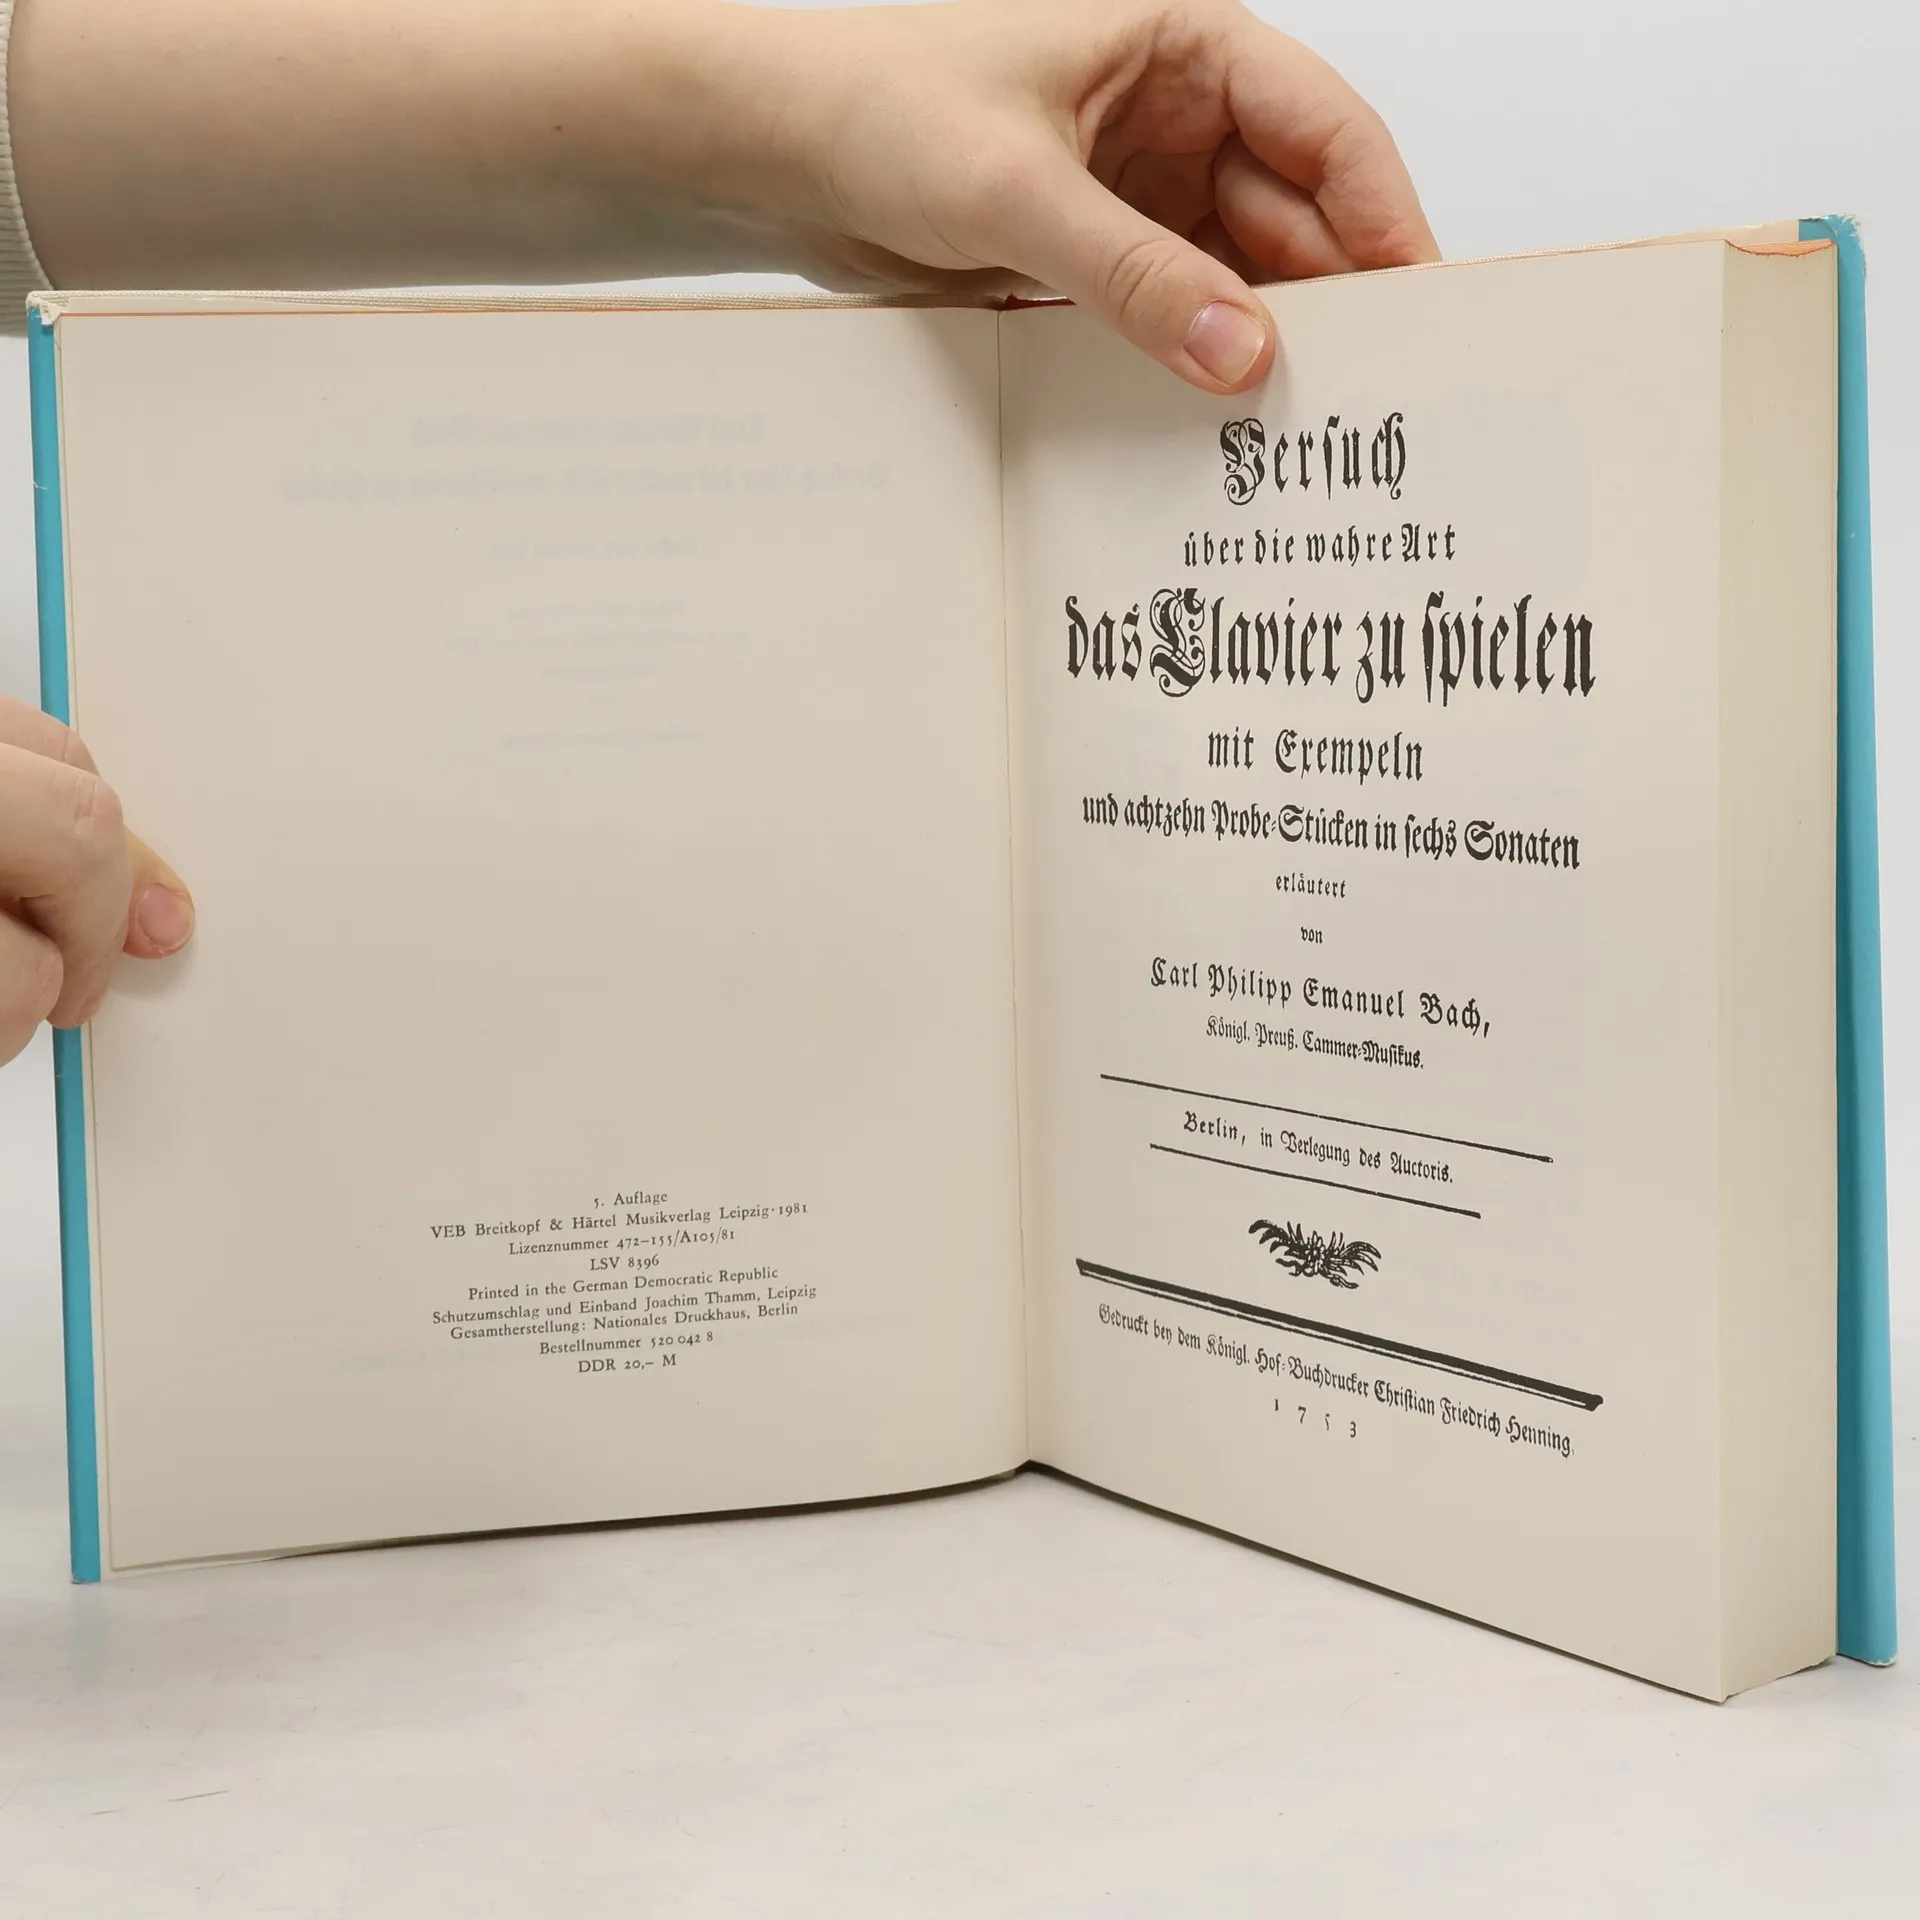 5. Auflage
VEB Breitkopf & Härtel Musikverlag Leipzig · 1981
Lizenznummer 472–155/A105/81
LSV 8396
Printed in the German Democratic Republic
Schutzumschlag und Einband Joachim Thamm, Leipzig
Gesamtherstellung: Nationales Druckhaus, Berlin
Bestellnummer 520 042 8
DDR 20,– M
Verſuch
über die wahre Art
das Clavier zu ſpielen
mit Exempeln
und achtzehn Probe-Stücken in ſechs Sonaten
erläutert
von
Carl Philipp Emanuel Bach,
Königl. Preuß. Cammer-Muſikus.
Berlin, in Verlegung des Auctoris.
Gedruckt bey dem Königl. Hof-Buchdrucker Chriſtian Friedrich Henning.
1753